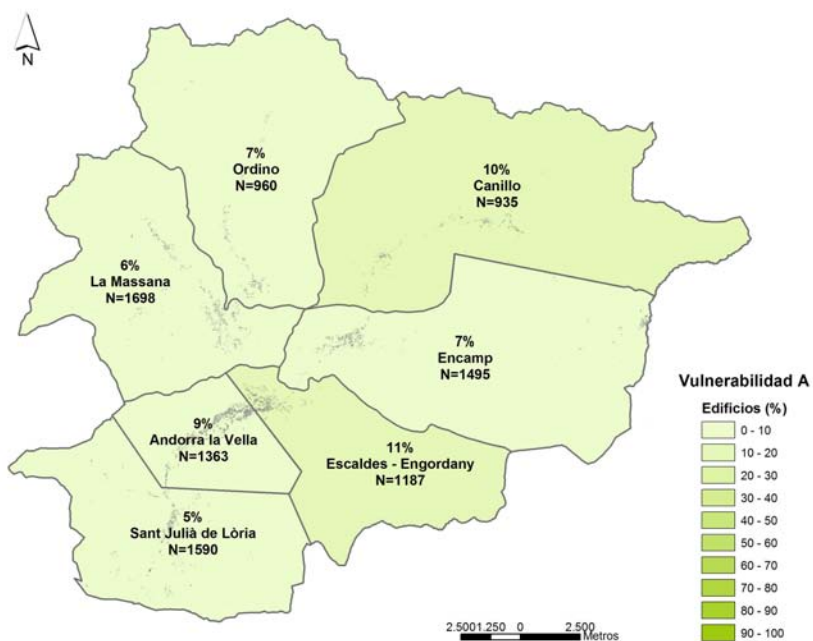 N
7%
Ordino
N=960
10%
Canillo
N=935
6%
La Massana
N=1698
7%
Encamp
N=1495
9%
Andorra la Vella
N=1363
11%
Escaldes - Engordany
N=1187
5%
Sant Julià de Lòria
N=1590
Vulnerabilidad A
Edificios (%)
0 - 10
10 - 20
20 - 30
30 - 40
40 - 50
50 - 60
60 - 70
70 - 80
80 - 90
90 - 100
2.5001.250 0 2.500
Metros